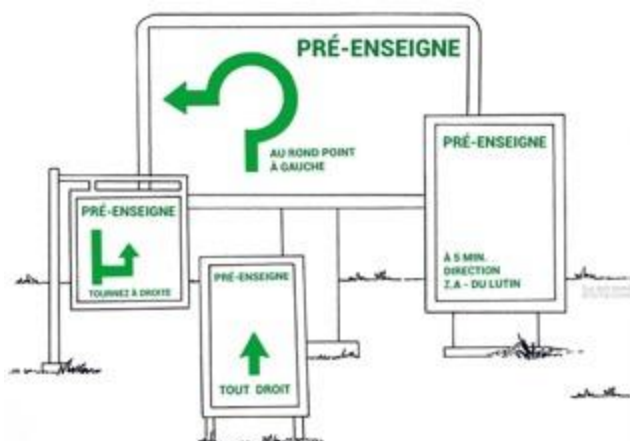 PRÉ-ENSEIGNE
AU ROND POINT
À GAUCHE
PRÉ-ENSEIGNE
À 5 MIN.
DIRECTION
Z.A - DU LUTIN
PRÉ-ENSEIGNE
TOURNEZ À DROITE
PRÉ-ENSEIGNE
TOUT DROIT